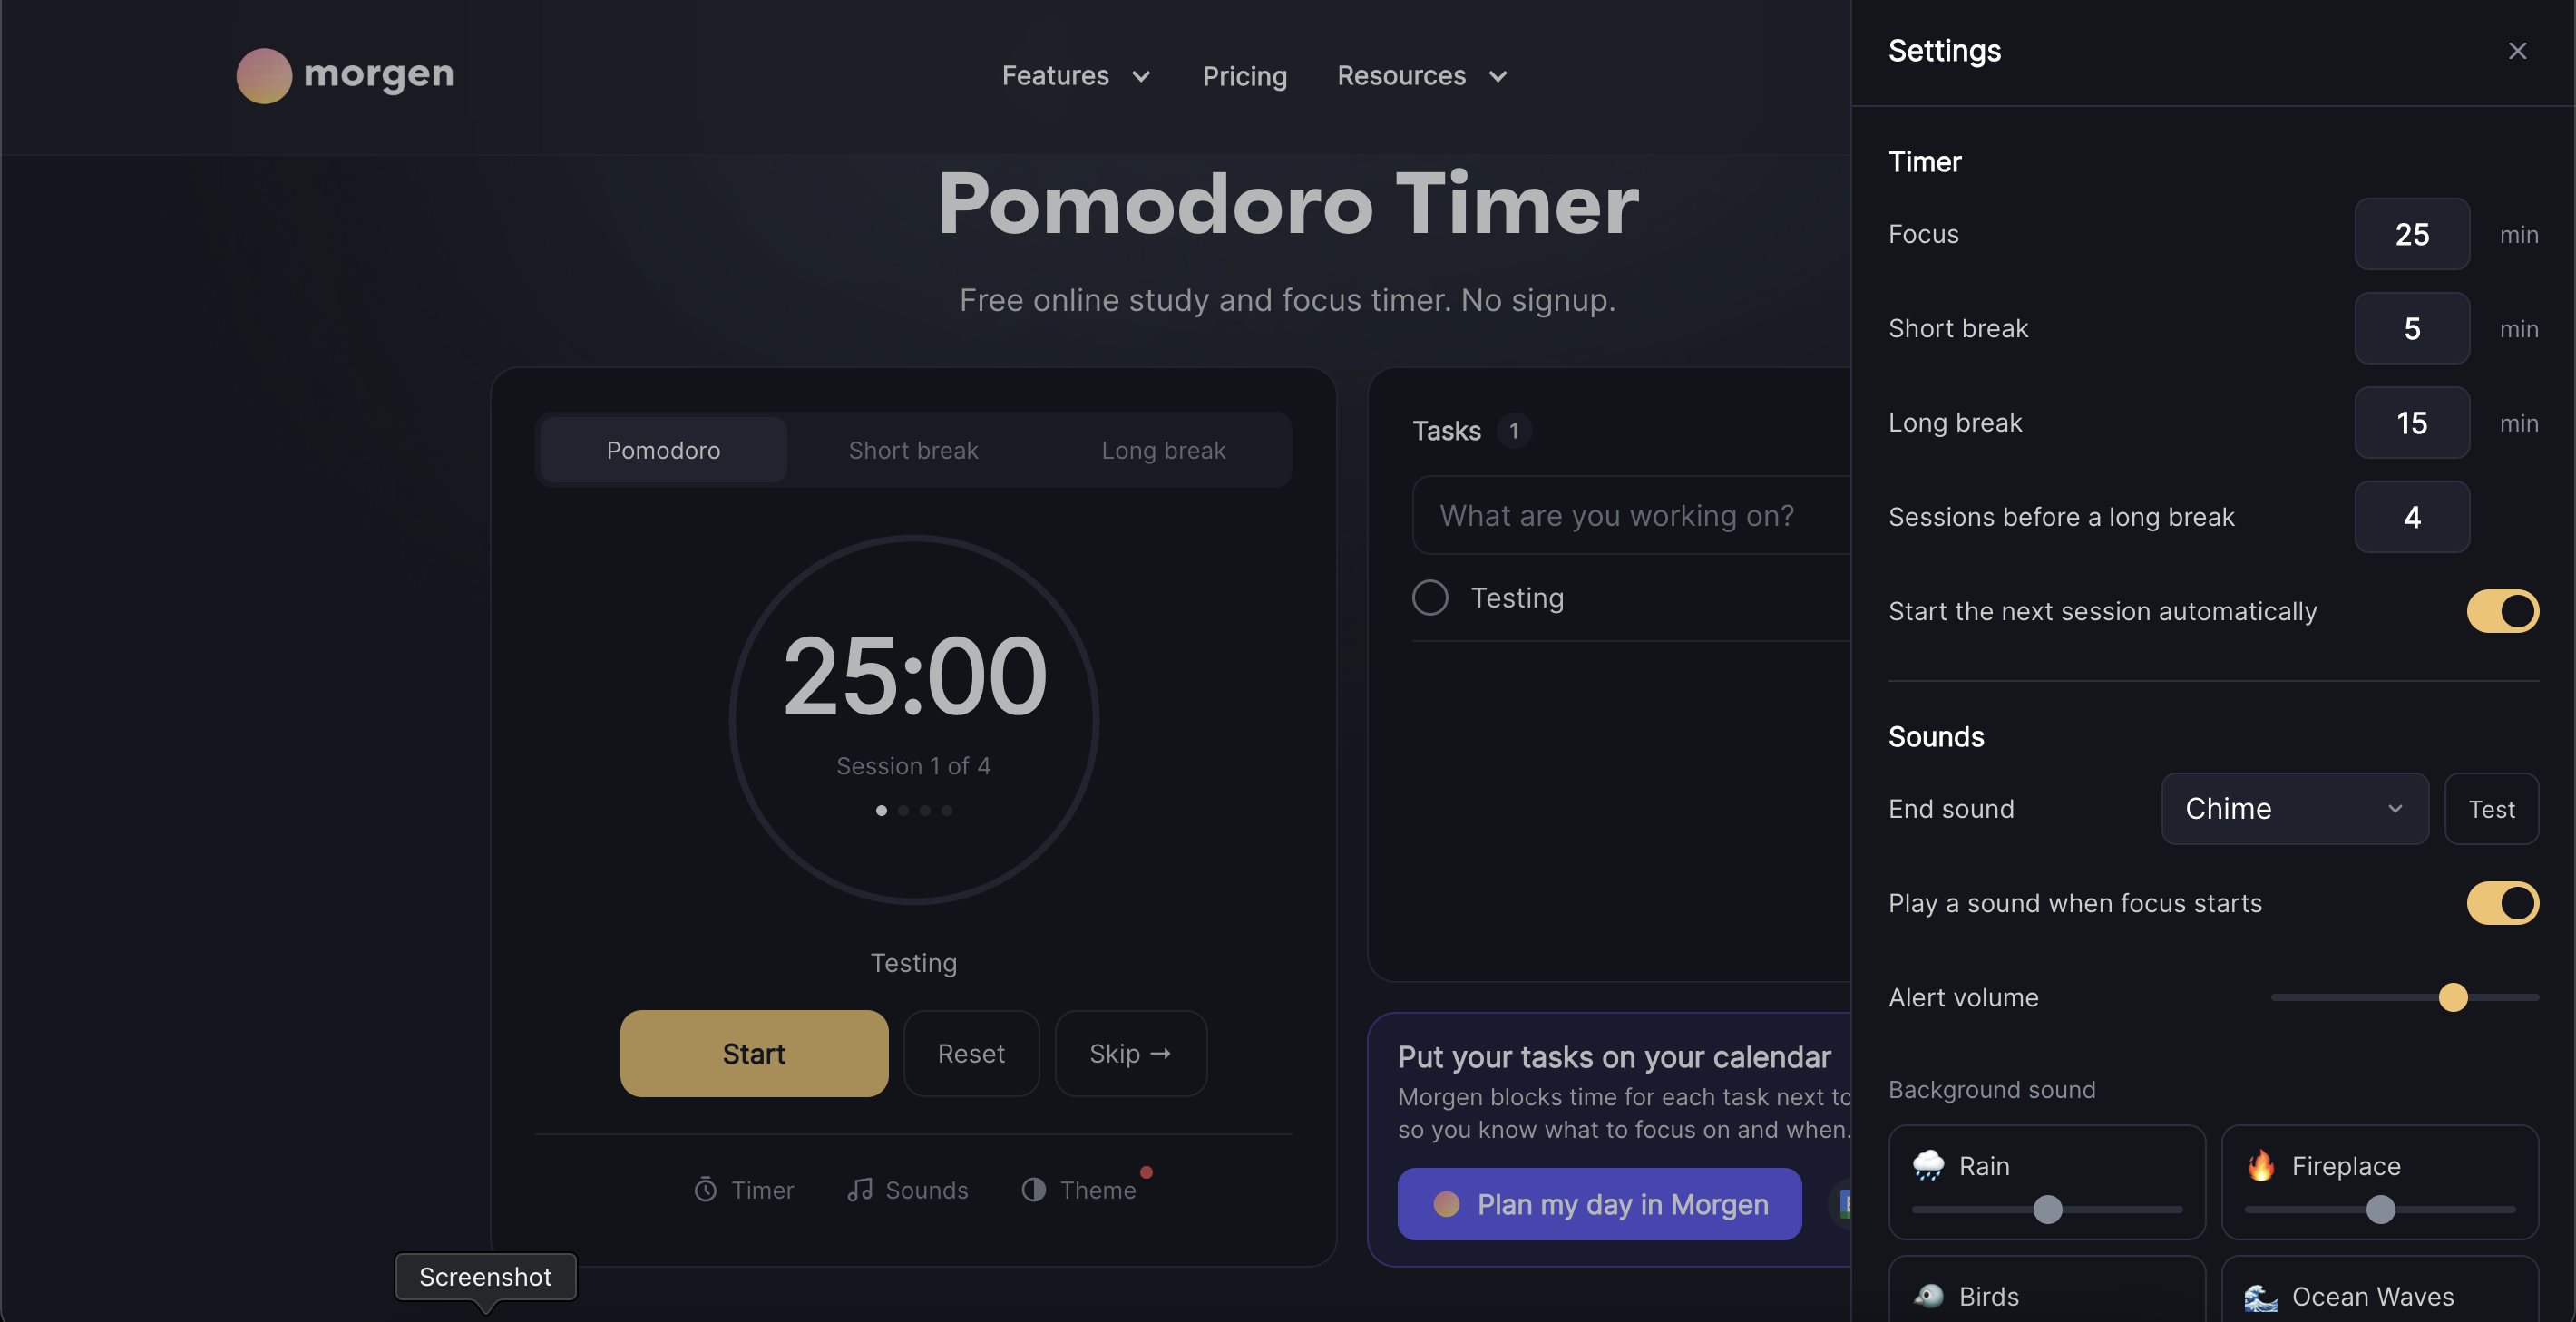 morgen
Features
Pricing
Resources
Pomodoro Timer
Free online study and focus timer. No signup.
Pomodoro
Short break
Long break
25:00
Session 1 of 4
Testing
Start
Reset
Skip →
Timer
Sounds
Theme
Tasks 1
What are you working on?
Testing
Put your tasks on your calendar
Morgen blocks time for each task next to
so you know what to focus on and when.
Plan my day in Morgen
Screenshot
Settings
Timer
Focus 25 min
Short break 5 min
Long break 15 min
Sessions before a long break 4
Start the next session automatically
Sounds
End sound Chime Test
Play a sound when focus starts
Alert volume
Background sound
Rain
Fireplace
Birds
Ocean Waves